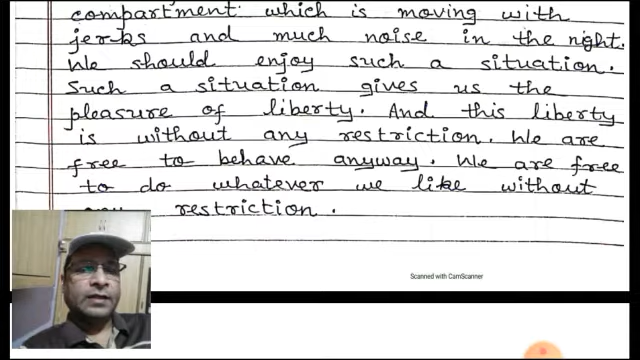 compartment which is moving with
jerks and much noise in the night.
We should enjoy such a situation.
Such a situation gives us the
pleasure of liberty. And this liberty
is without any restriction. We are
free to behave anyway. We are free
to do whatever we like without
any restriction.
Scanned with CamScanner